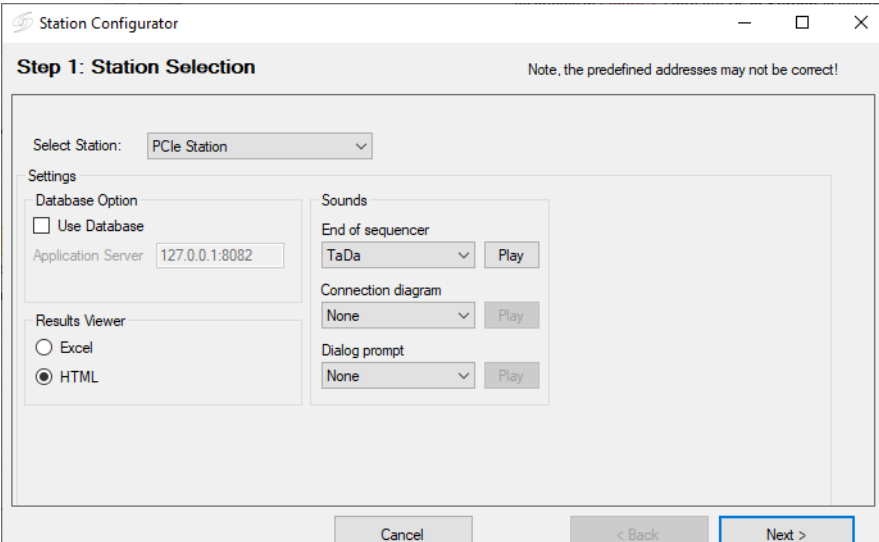 Station Configurator
Step 1: Station Selection
Note, the predefined addresses may not be correct!
Select Station:
PCIe Station
Settings
Database Option
Use Database
Application Server
127.0.0.1:8082
Results Viewer
Excel
HTML
Sounds
End of sequencer
TaDa
Play
Connection diagram
None
Play
Dialog prompt
None
Play
Cancel
< Back
Next >